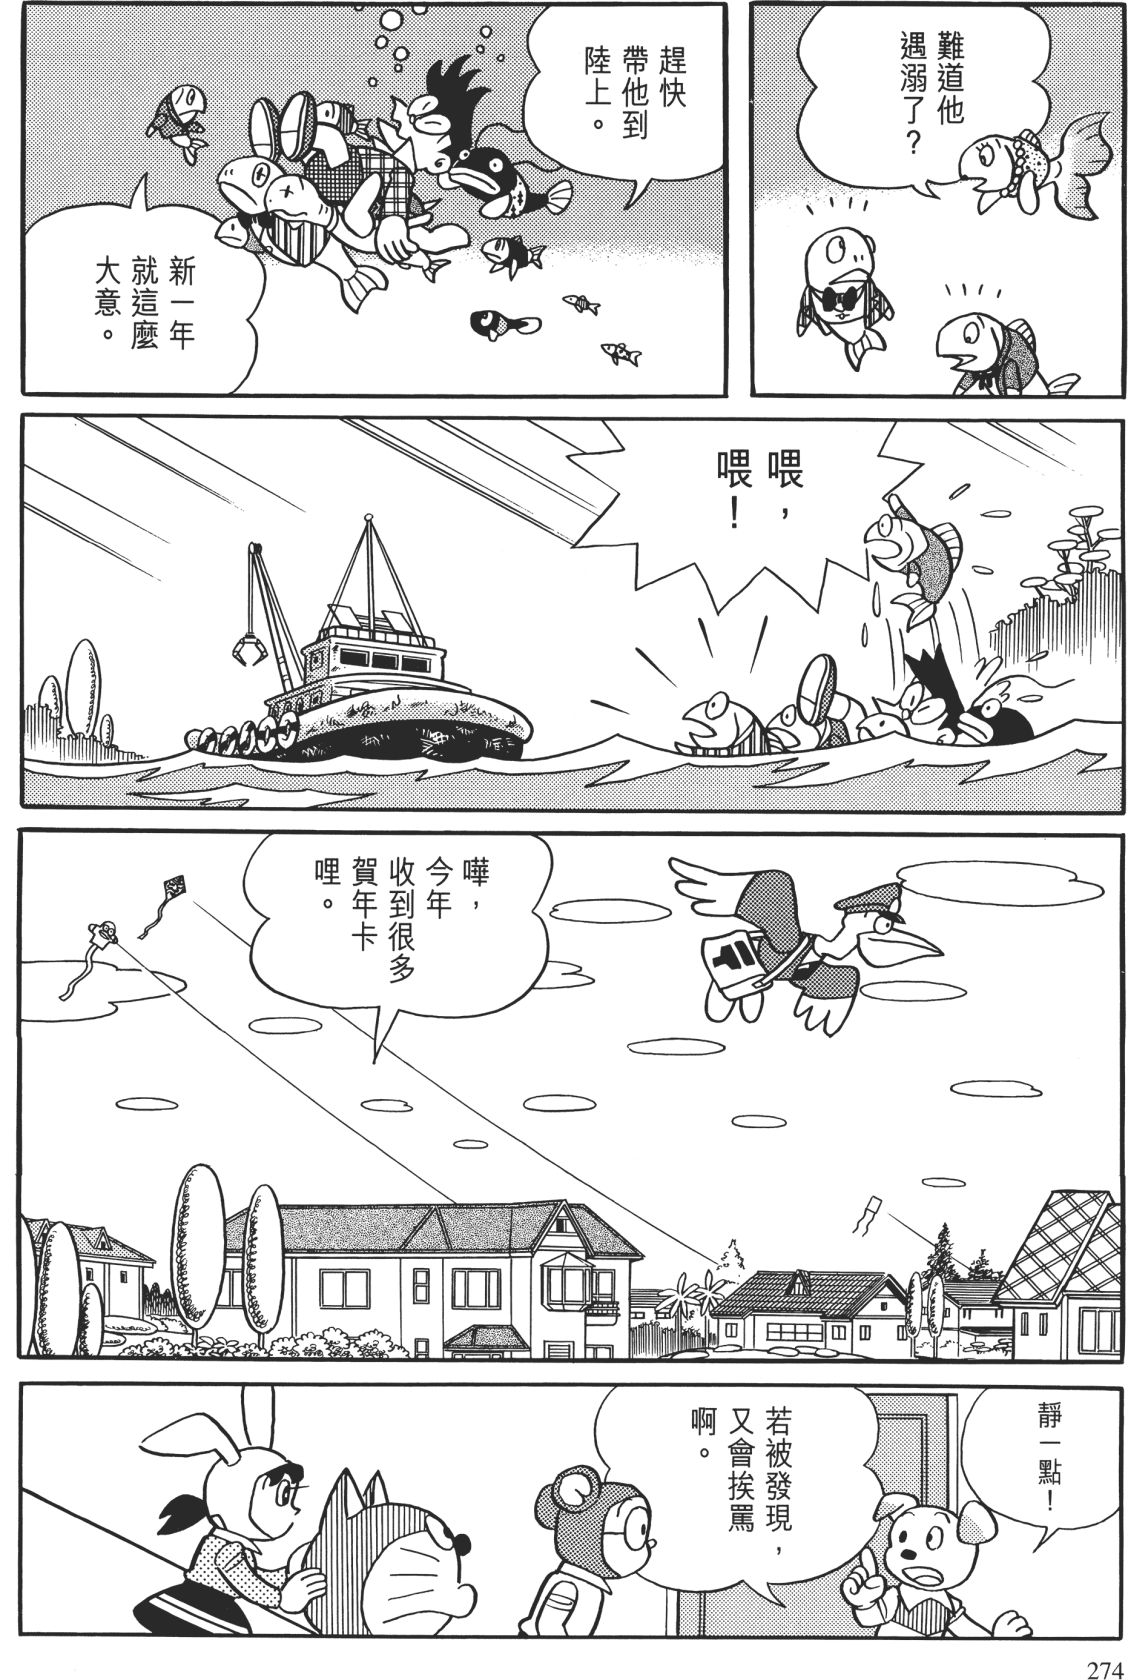 難道他
遇溺了？
趕快
帶他到
陸上。
新一年
就這麼
大意。
喂，
喂！
嘩，
今年
收到很多
賀年卡
哩。
靜一點！
若被發現，
又會挨罵
啊。
274